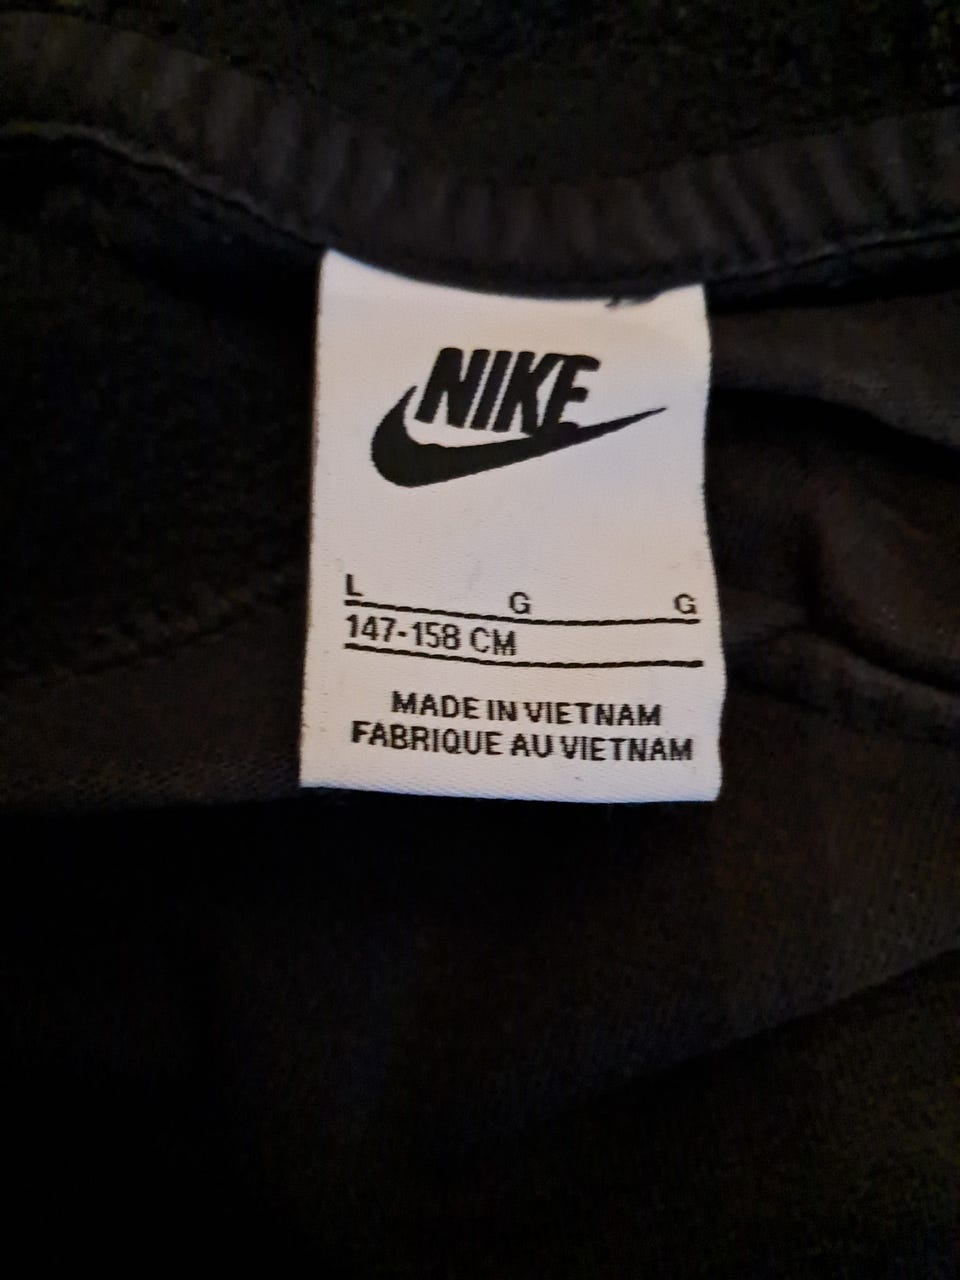 NIKE
L G G
147-158 CM
MADE IN VIETNAM
FABRIQUE AU VIETNAM